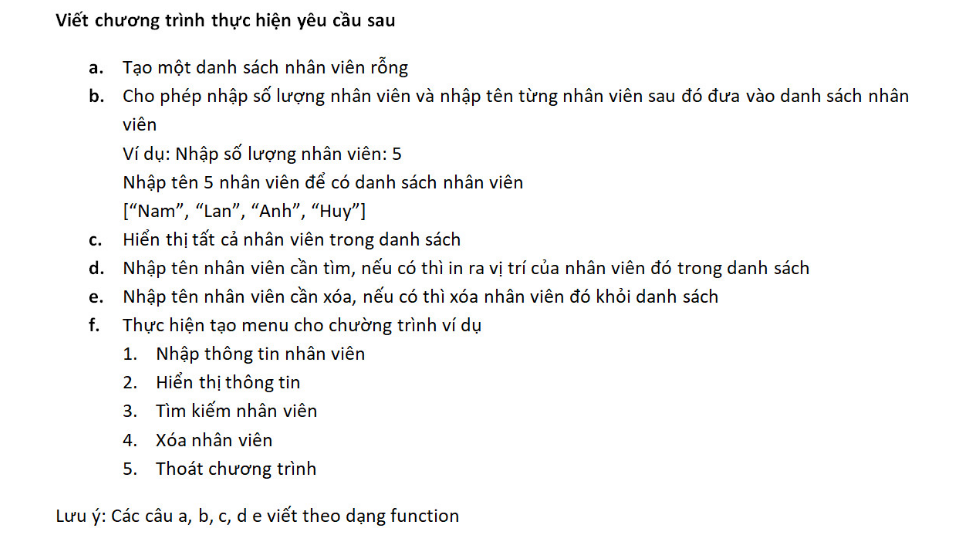 Viết chương trình thực hiện yêu cầu sau
a. Tạo một danh sách nhân viên rỗng
b. Cho phép nhập số lượng nhân viên và nhập tên từng nhân viên sau đó đưa vào danh sách nhân
viên
Ví dụ: Nhập số lượng nhân viên: 5
Nhập tên 5 nhân viên để có danh sách nhân viên
[“Nam”, “Lan”, “Anh”, “Huy”]
c. Hiển thị tất cả nhân viên trong danh sách
d. Nhập tên nhân viên cần tìm, nếu có thì in ra vị trí của nhân viên đó trong danh sách
e. Nhập tên nhân viên cần xóa, nếu có thì xóa nhân viên đó khỏi danh sách
f. Thực hiện tạo menu cho chường trình ví dụ
1. Nhập thông tin nhân viên
2. Hiển thị thông tin
3. Tìm kiếm nhân viên
4. Xóa nhân viên
5. Thoát chương trình
Lưu ý: Các câu a, b, c, d e viết theo dạng function